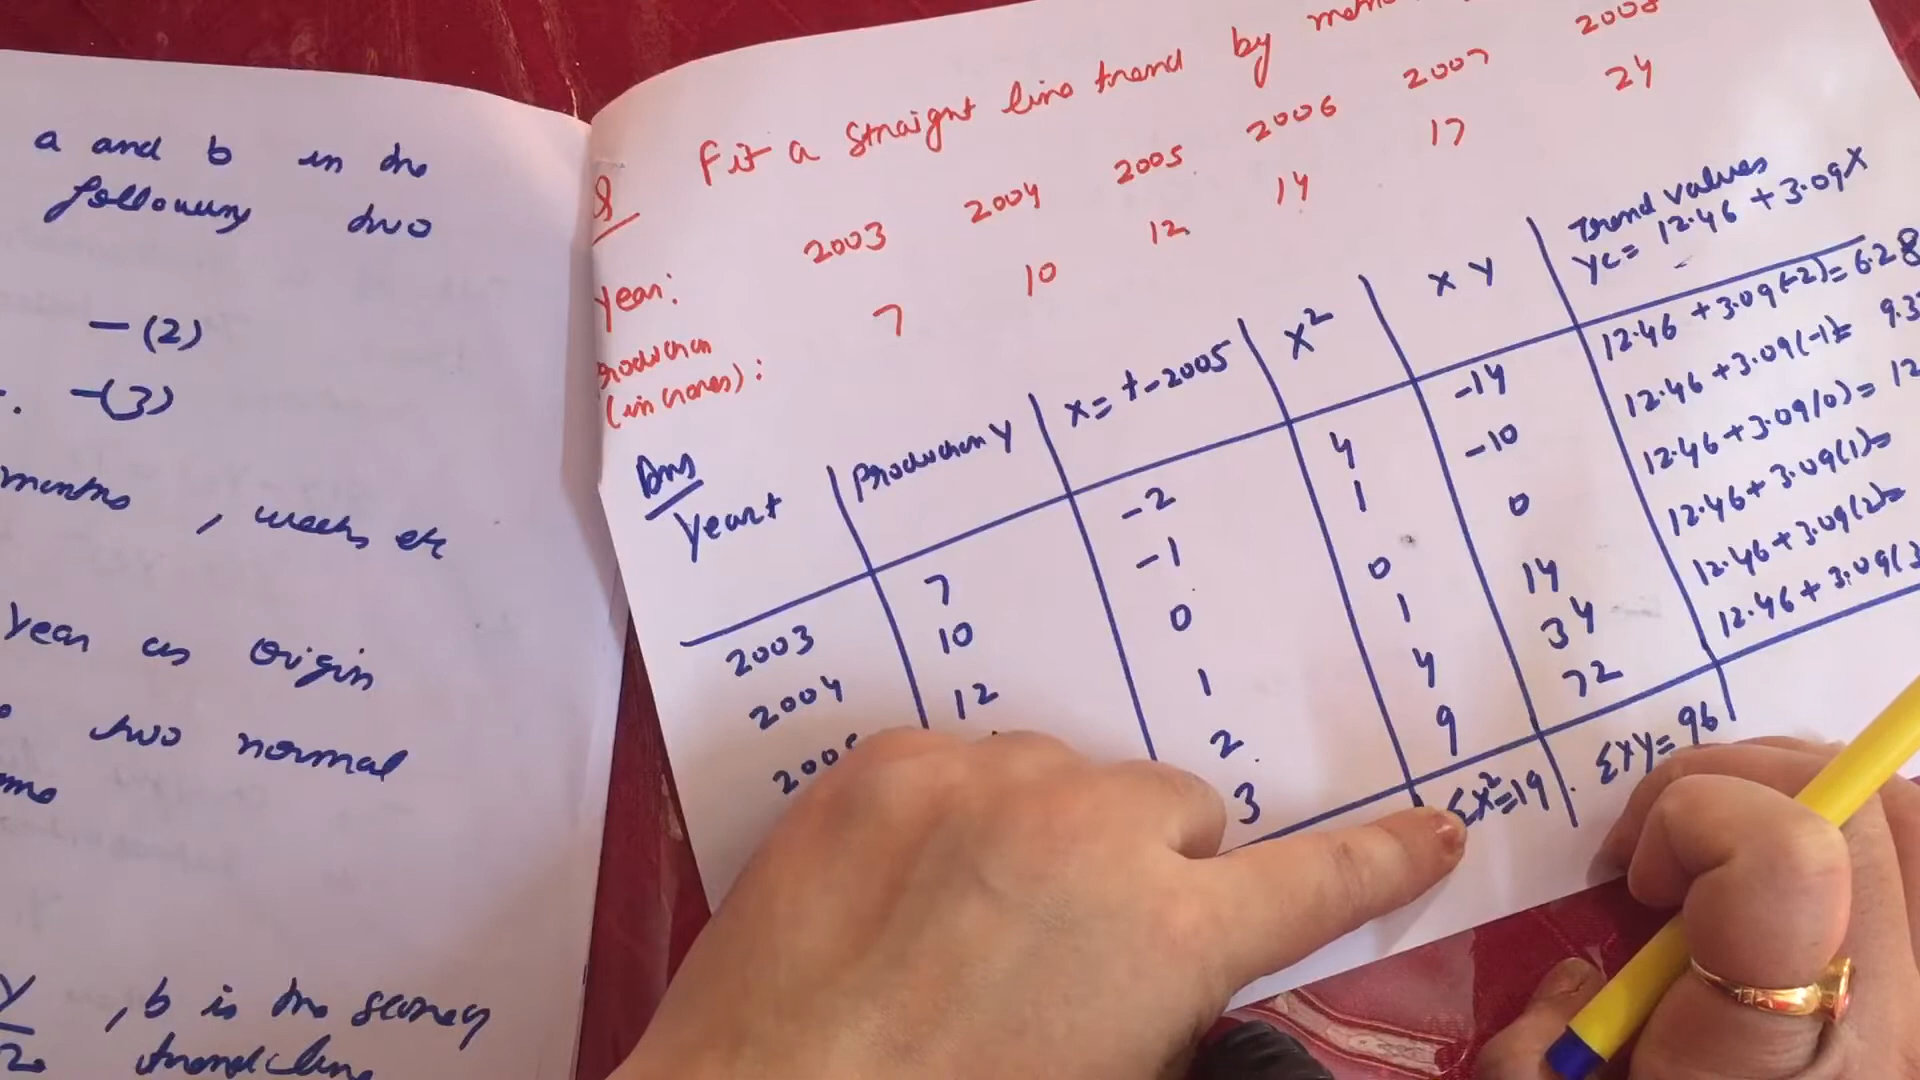 a and b in the
following two
-(2)
. -(3)
months , weeks etc
year as origin
two normal
, b is the
trend line
Q Fit a straight line trend by
year: 2003 2004 2005 2006 2007 2008
Production (in crores): 7 10 12 14 17 24
Ans
Year t Production Y X = t-2005 X² XY Trend values
Yc = 12.46 + 3.09X
2003 7 -2 4 -14 12.46 + 3.09(-2) = 6.28
2004 10 -1 1 -10 12.46 + 3.09(-1) =
12 0 0 0 12.46 + 3.09(0) =
1 1 14 12.46 + 3.09(1) =
2 4 34 12.46 + 3.09(2) =
3 9 72 12.46 + 3.09(3
ΣX²=19 ΣXY=96